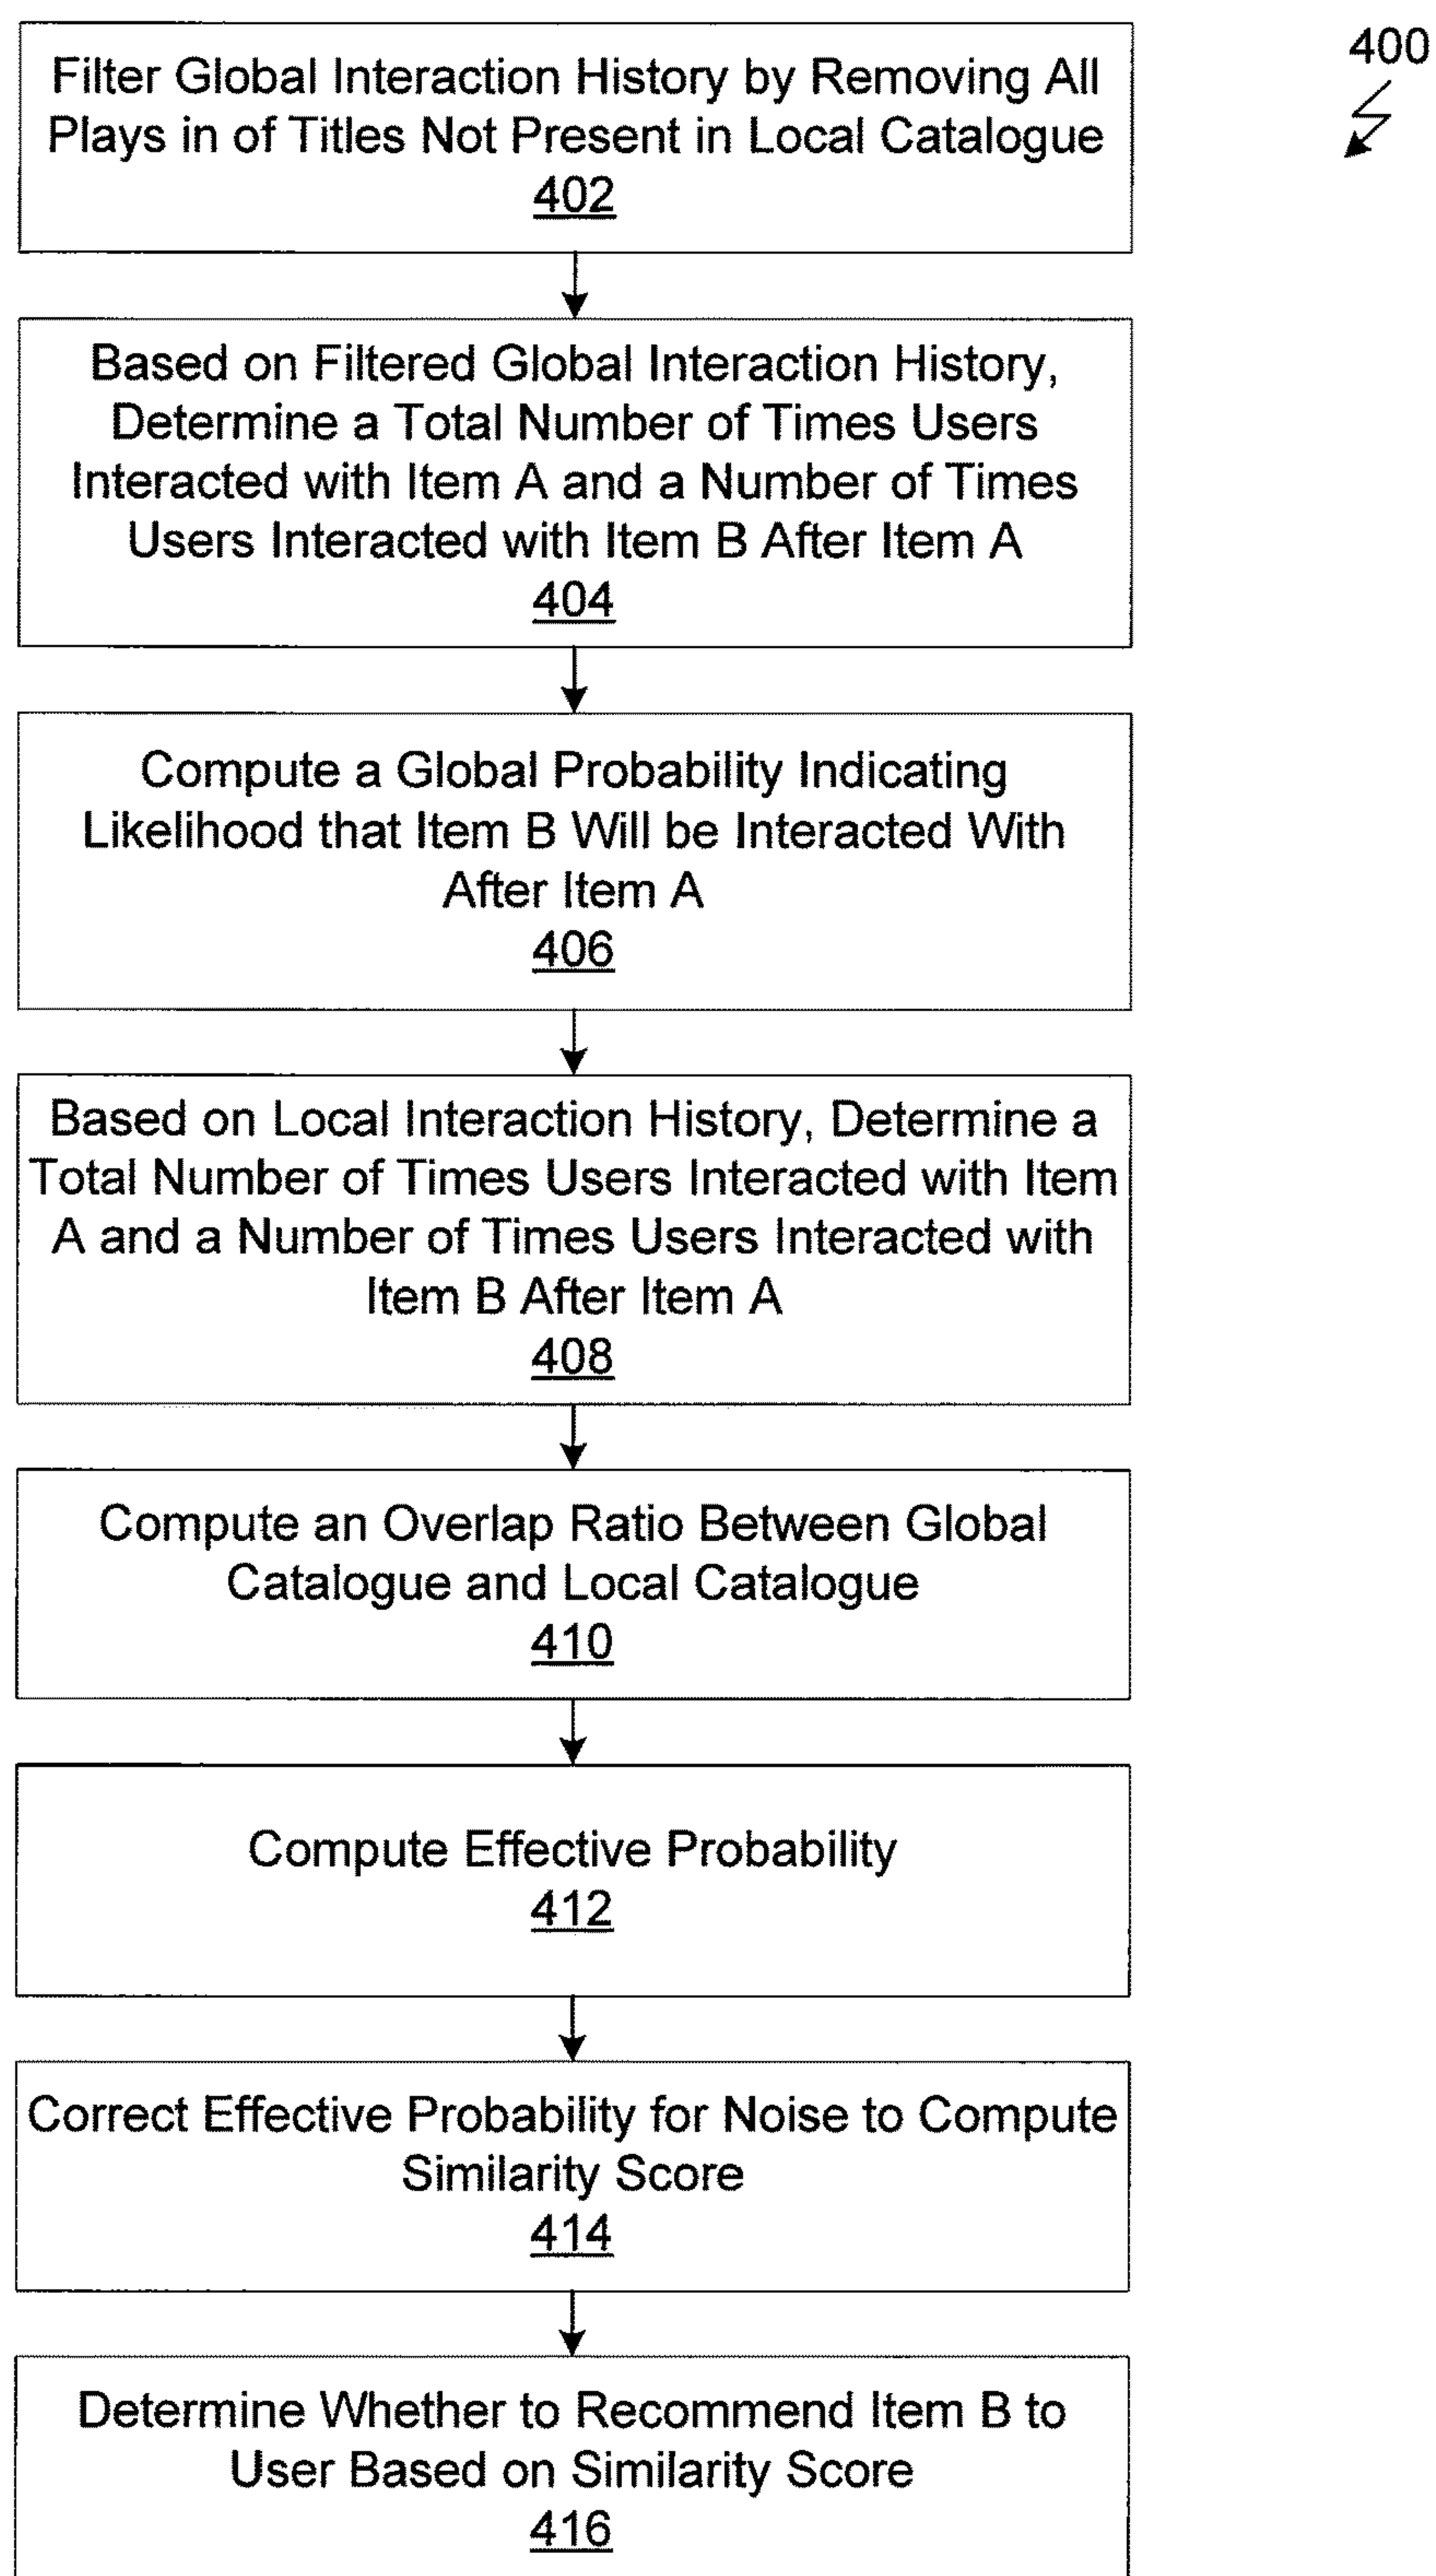 400
Filter Global Interaction History by Removing All
Plays in of Titles Not Present in Local Catalogue
402
Based on Filtered Global Interaction History,
Determine a Total Number of Times Users
Interacted with Item A and a Number of Times
Users Interacted with Item B After Item A
404
Compute a Global Probability Indicating
Likelihood that Item B Will be Interacted With
After Item A
406
Based on Local Interaction History, Determine a
Total Number of Times Users Interacted with Item
A and a Number of Times Users Interacted with
Item B After Item A
408
Compute an Overlap Ratio Between Global
Catalogue and Local Catalogue
410
Compute Effective Probability
412
Correct Effective Probability for Noise to Compute
Similarity Score
414
Determine Whether to Recommend Item B to
User Based on Similarity Score
416